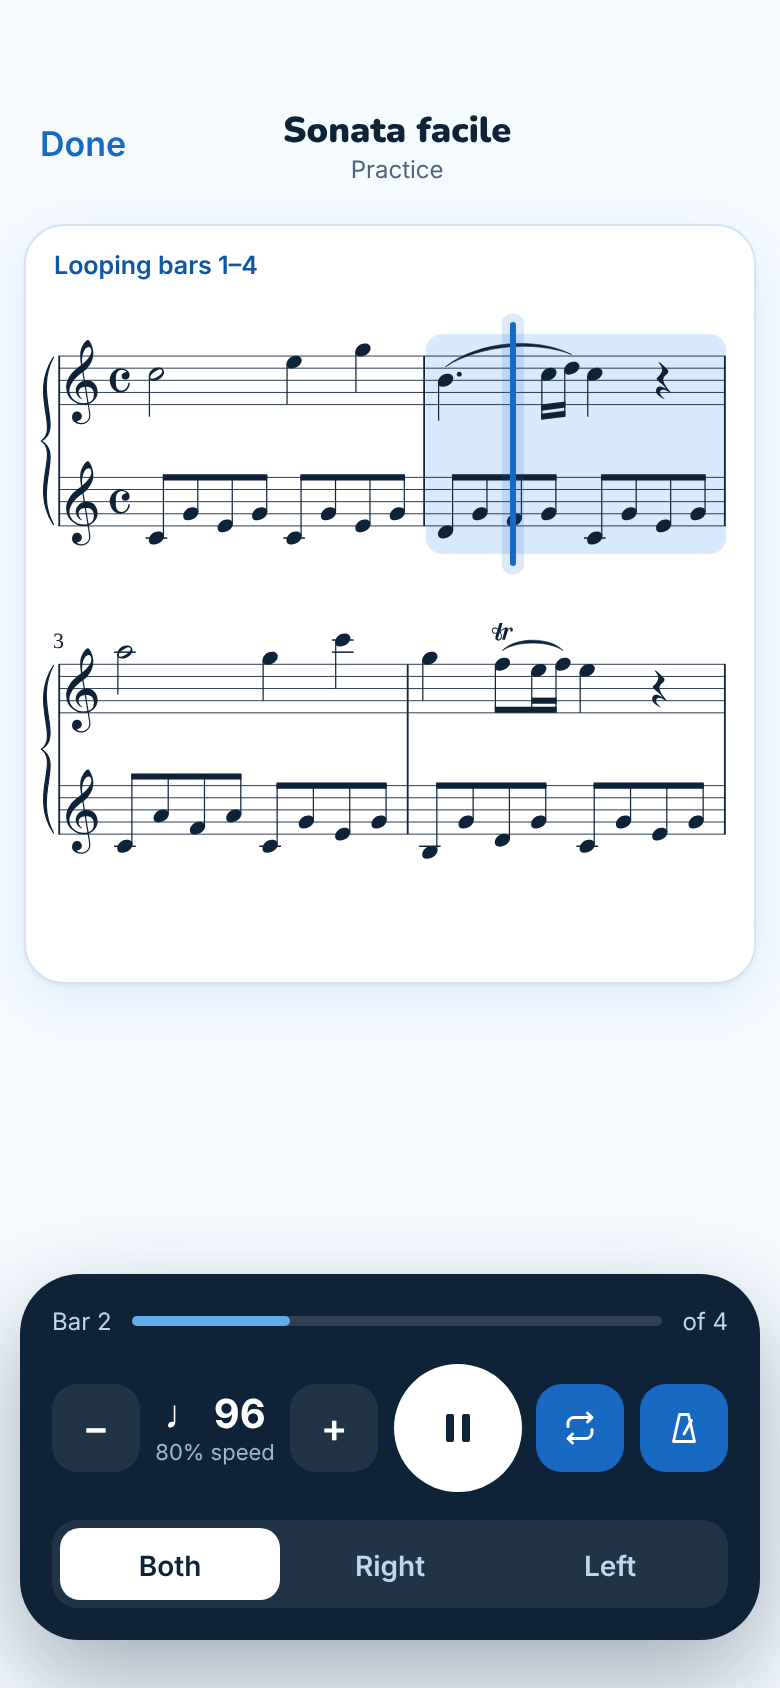 Done
Sonata facile
Practice
Looping bars 1–4
3
tr
Bar 2
of 4
−
♩ 96
+
80% speed
Both
Right
Left